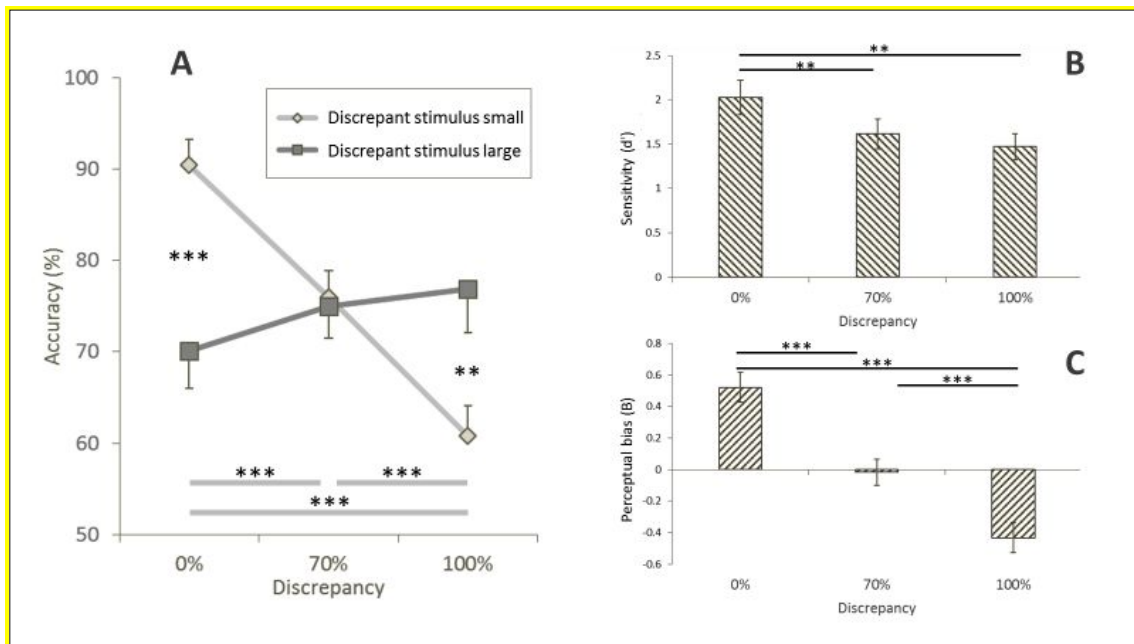 A
100
90
80
70
60
50
Accuracy (%)
Discrepant stimulus small
Discrepant stimulus large
***
**
*** ***
***
0% 70% 100%
Discrepancy
B
2.5
2
1.5
1
0.5
0
Sensitivity (d')
**
**
0% 70% 100%
Discrepancy
C
0.8
0.6
0.4
0.2
0
-0.2
-0.4
-0.6
Perceptual bias (B)
***
***
***
0% 70% 100%
Discrepancy